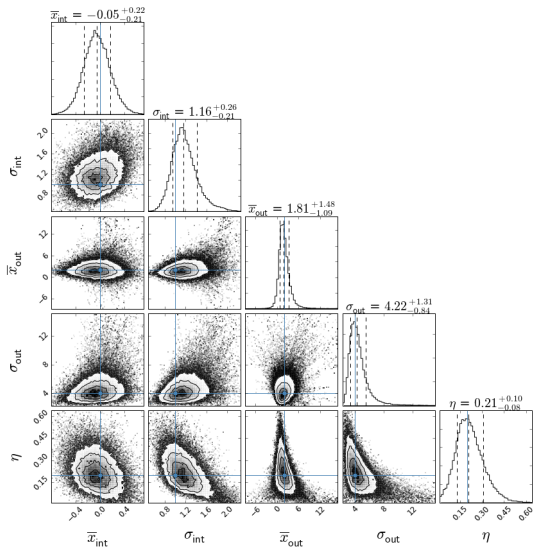 x̅_int = −0.05^{+0.22}_{−0.21}
σ_int = 1.16^{+0.26}_{−0.21}
2.0
1.6
1.2
0.8
σ_int
x̅_out = 1.81^{+1.48}_{−1.09}
12
6
0
−6
x̅_out
σ_out = 4.22^{+1.31}_{−0.84}
12
8
4
σ_out
η = 0.21^{+0.10}_{−0.08}
0.60
0.45
0.30
0.15
η
−0.4 0.0 0.4 0.8 1.2 1.6 2.0 −6 0 6 12 4 8 12 0.15 0.30 0.45 0.60
x̅_int σ_int x̅_out σ_out η